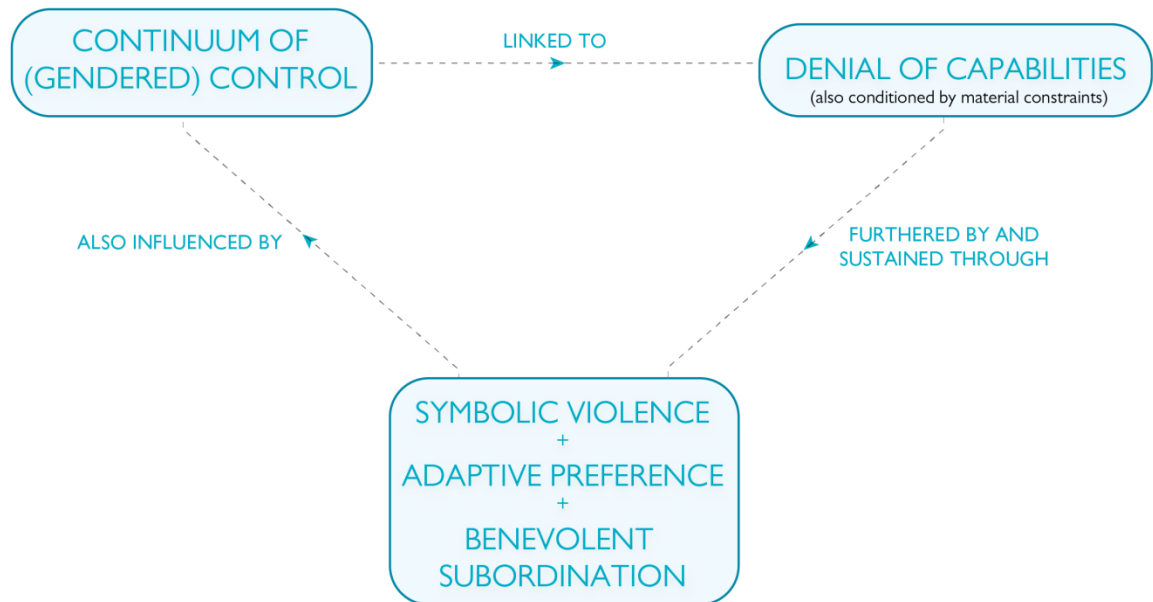 CONTINUUM OF
(GENDERED) CONTROL
LINKED TO
DENIAL OF CAPABILITIES
(also conditioned by material constraints)
ALSO INFLUENCED BY
FURTHERED BY AND
SUSTAINED THROUGH
SYMBOLIC VIOLENCE
+
ADAPTIVE PREFERENCE
+
BENEVOLENT
SUBORDINATION